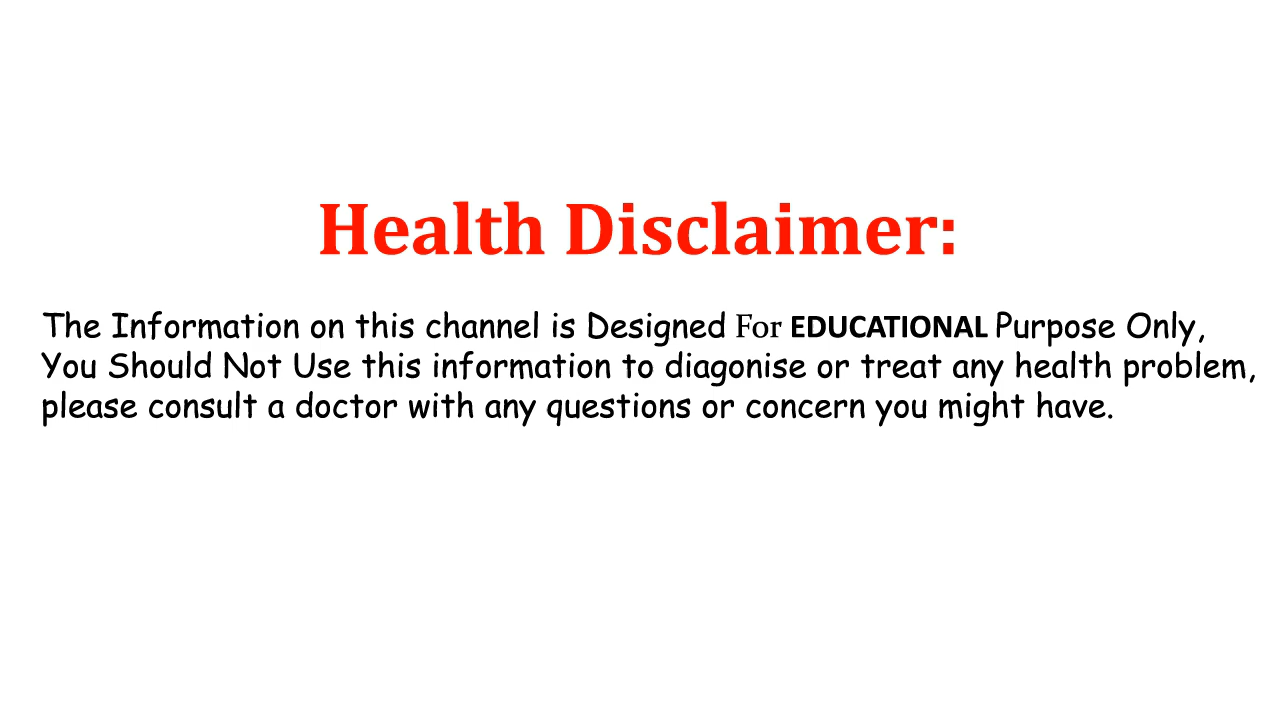 Health Disclaimer:
The Information on this channel is Designed For EDUCATIONAL Purpose Only,
You Should Not Use this information to diagonise or treat any health problem,
please consult a doctor with any questions or concern you might have.